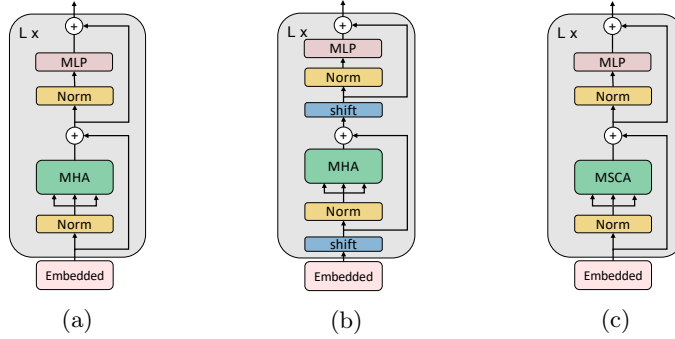 L x
+
MLP
Norm
+
MHA
Norm
Embedded
(a)
L x
+
MLP
Norm
shift
+
MHA
Norm
shift
Embedded
(b)
L x
+
MLP
Norm
+
MSCA
Norm
Embedded
(c)